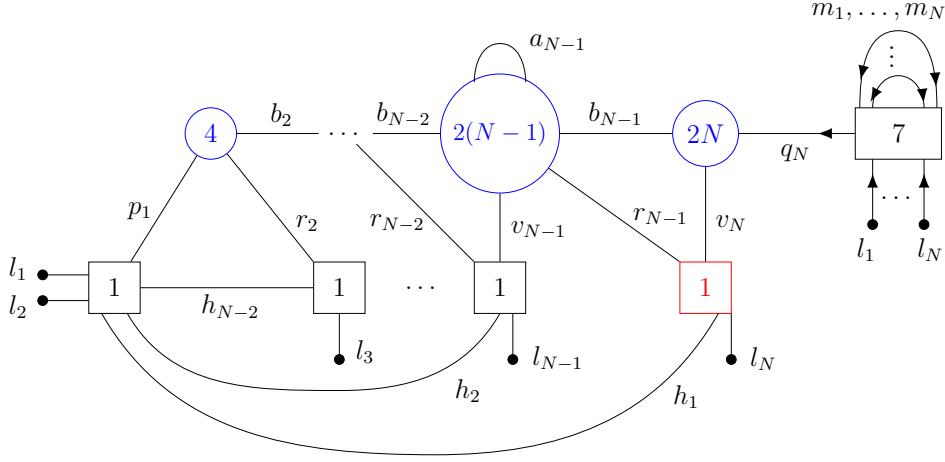 m_1, \ldots, m_N
a_{N-1}
b_2
b_{N-2}
b_{N-1}
4
...
2(N − 1)
2N
7
q_N
p_1
r_2
r_{N-2}
v_{N-1}
r_{N-1}
v_N
...
l_1
l_N
l_1
l_2
1
h_{N-2}
1
...
1
1
l_3
l_{N-1}
l_N
h_2
h_1